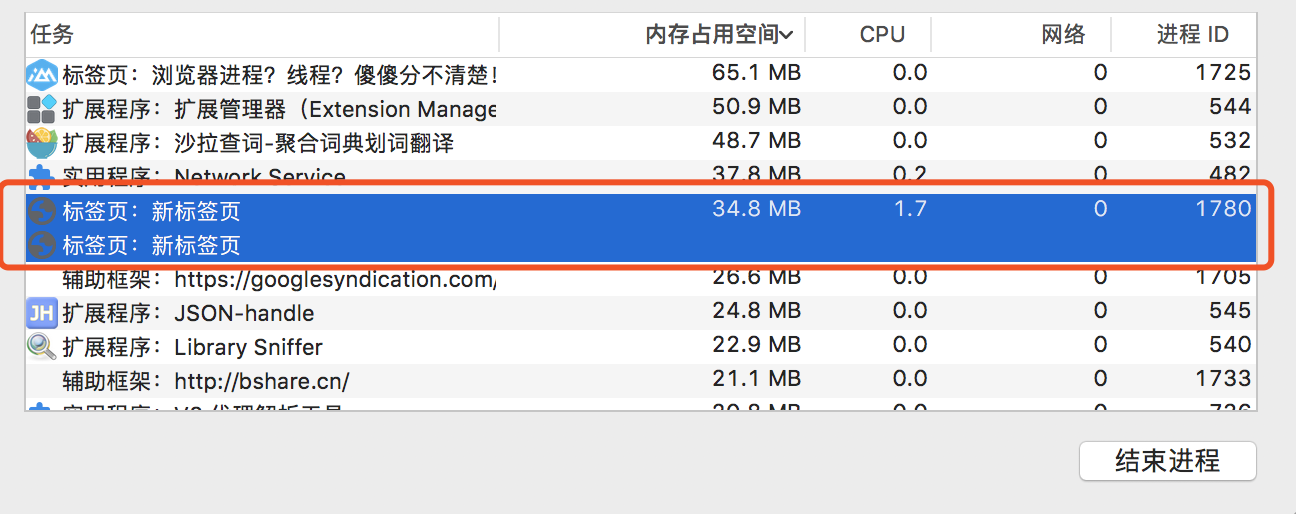 任务 内存占用空间 CPU 网络 进程 ID
标签页：浏览器进程？线程？傻傻分不清楚！ 65.1 MB 0.0 0 1725
扩展程序：扩展管理器（Extension Manage 50.9 MB 0.0 0 544
扩展程序：沙拉查词-聚合词典划词翻译 48.7 MB 0.0 0 532
实用程序：Network Service 37.8 MB 0.2 0 482
标签页：新标签页 34.8 MB 1.7 0 1780
标签页：新标签页
辅助框架：https://googlesyndication.com/ 26.6 MB 0.0 0 1705
JH 扩展程序：JSON-handle 24.8 MB 0.0 0 545
扩展程序：Library Sniffer 22.9 MB 0.0 0 540
辅助框架：http://bshare.cn/ 21.1 MB 0.0 0 1733
实用程序：V8 代理解析工具 20.8 MB 0.0 0 736
结束进程